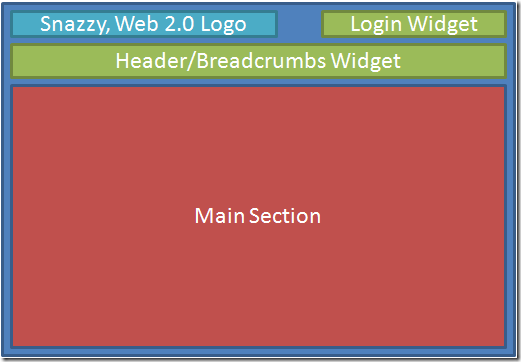 Snazzy, Web 2.0 Logo
Login Widget
Header/Breadcrumbs Widget
Main Section